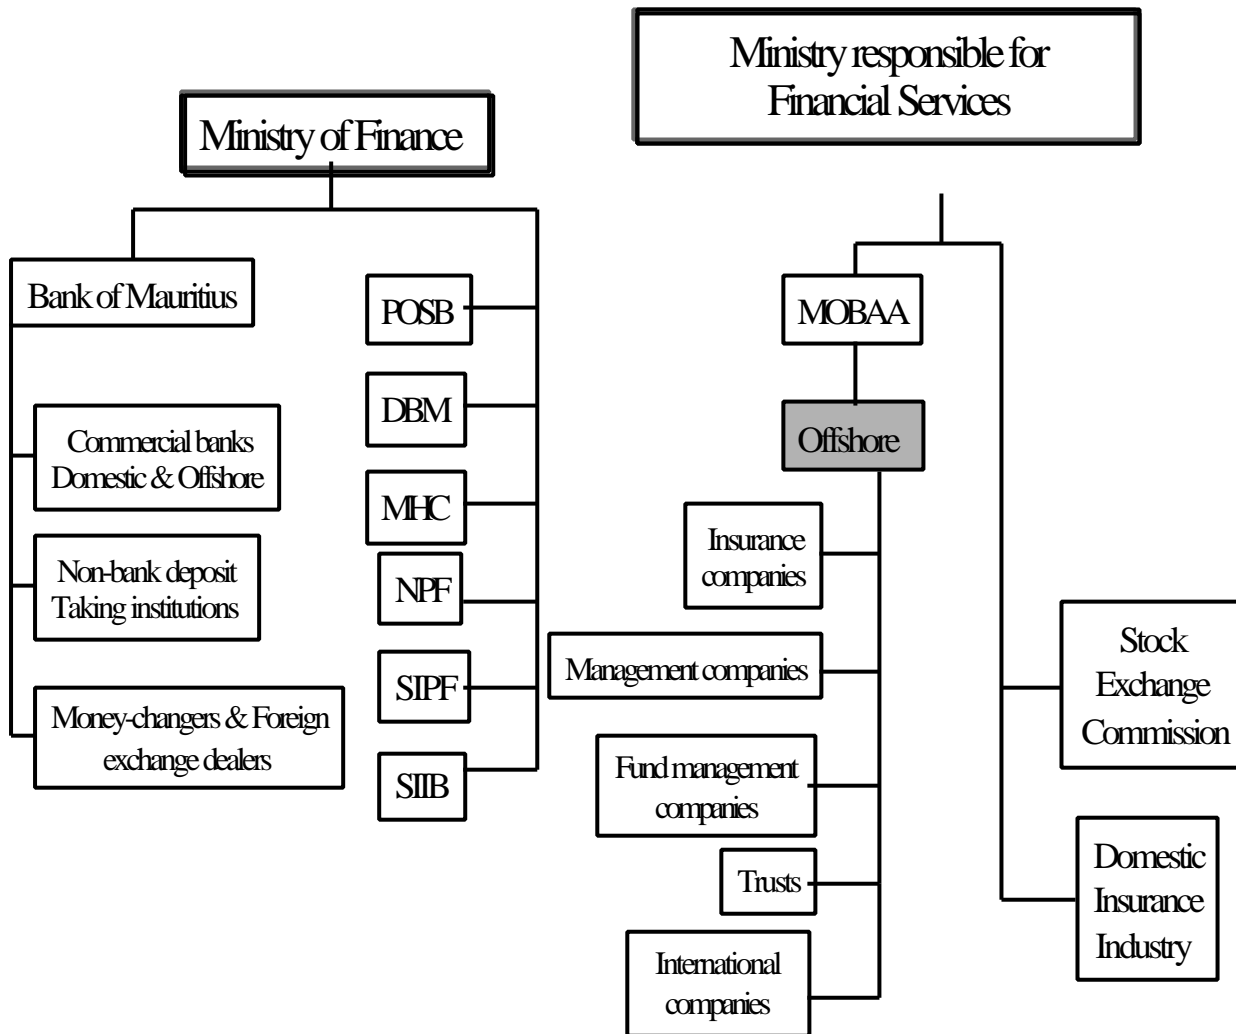 Ministry responsible for
Financial Services
Ministry of Finance
Bank of Mauritius
Commercial banks
Domestic & Offshore
Non-bank deposit
Taking institutions
Money-changers & Foreign
exchange dealers
POSB
DBM
MHC
NPF
SIPF
SIIB
MOBAA
Offshore
Insurance
companies
Management companies
Fund management
companies
Trusts
International
companies
Stock
Exchange
Commission
Domestic
Insurance
Industry